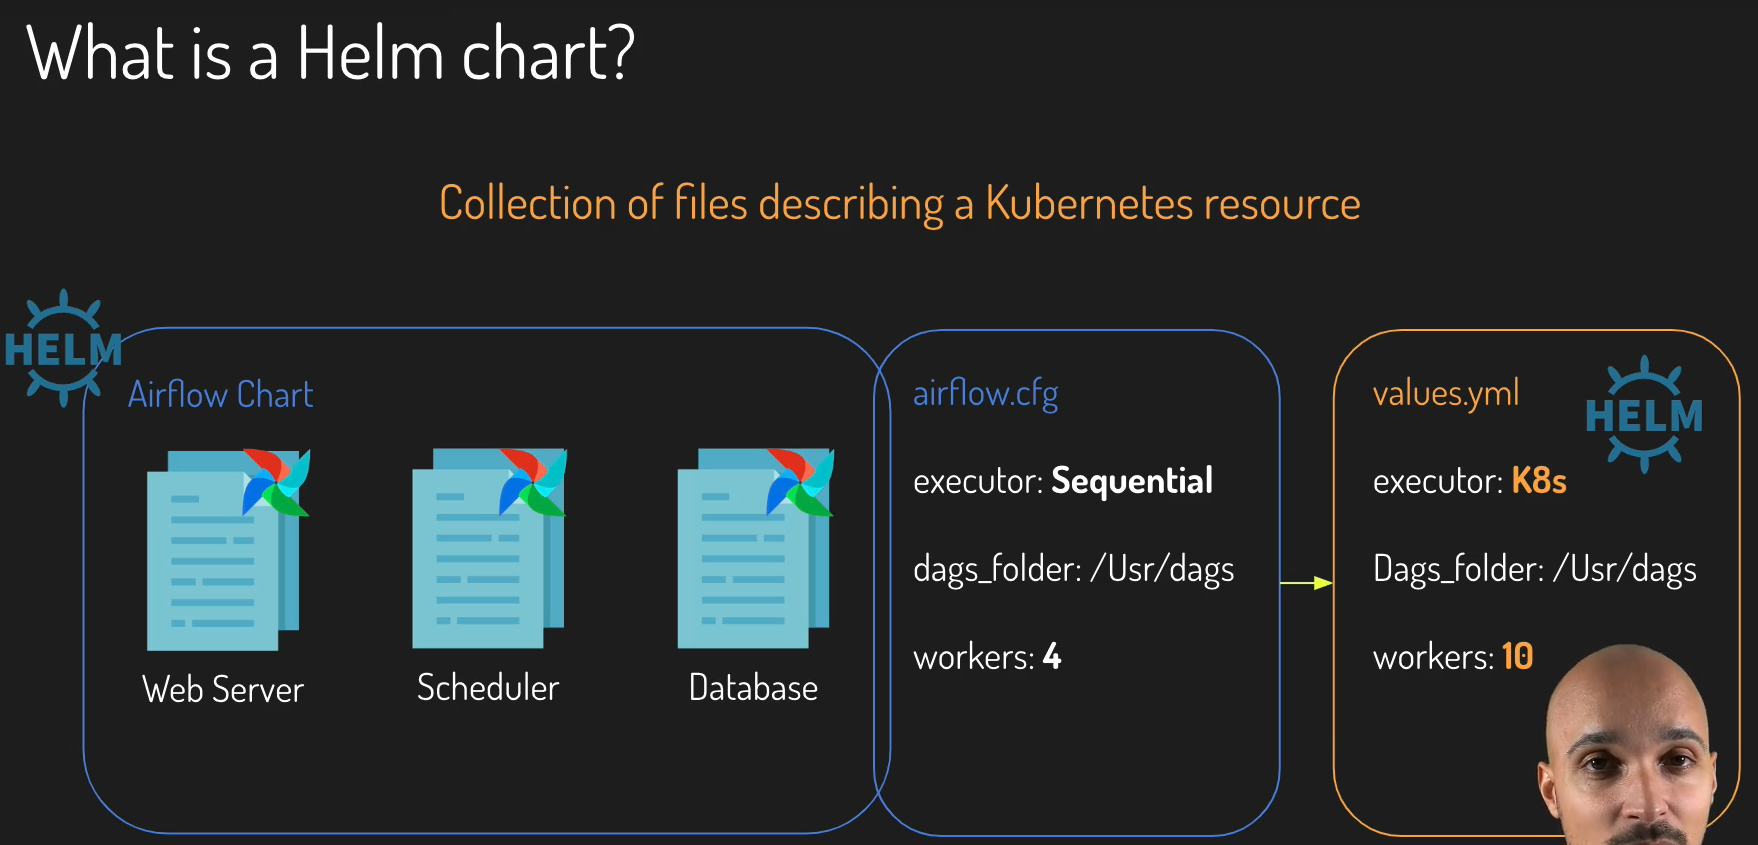 What is a Helm chart?
Collection of files describing a Kubernetes resource
HELM
Airflow Chart
Web Server
Scheduler
Database
airflow.cfg
executor: Sequential
dags_folder: /Usr/dags
workers: 4
values.yml
HELM
executor: K8s
Dags_folder: /Usr/dags
workers: 10